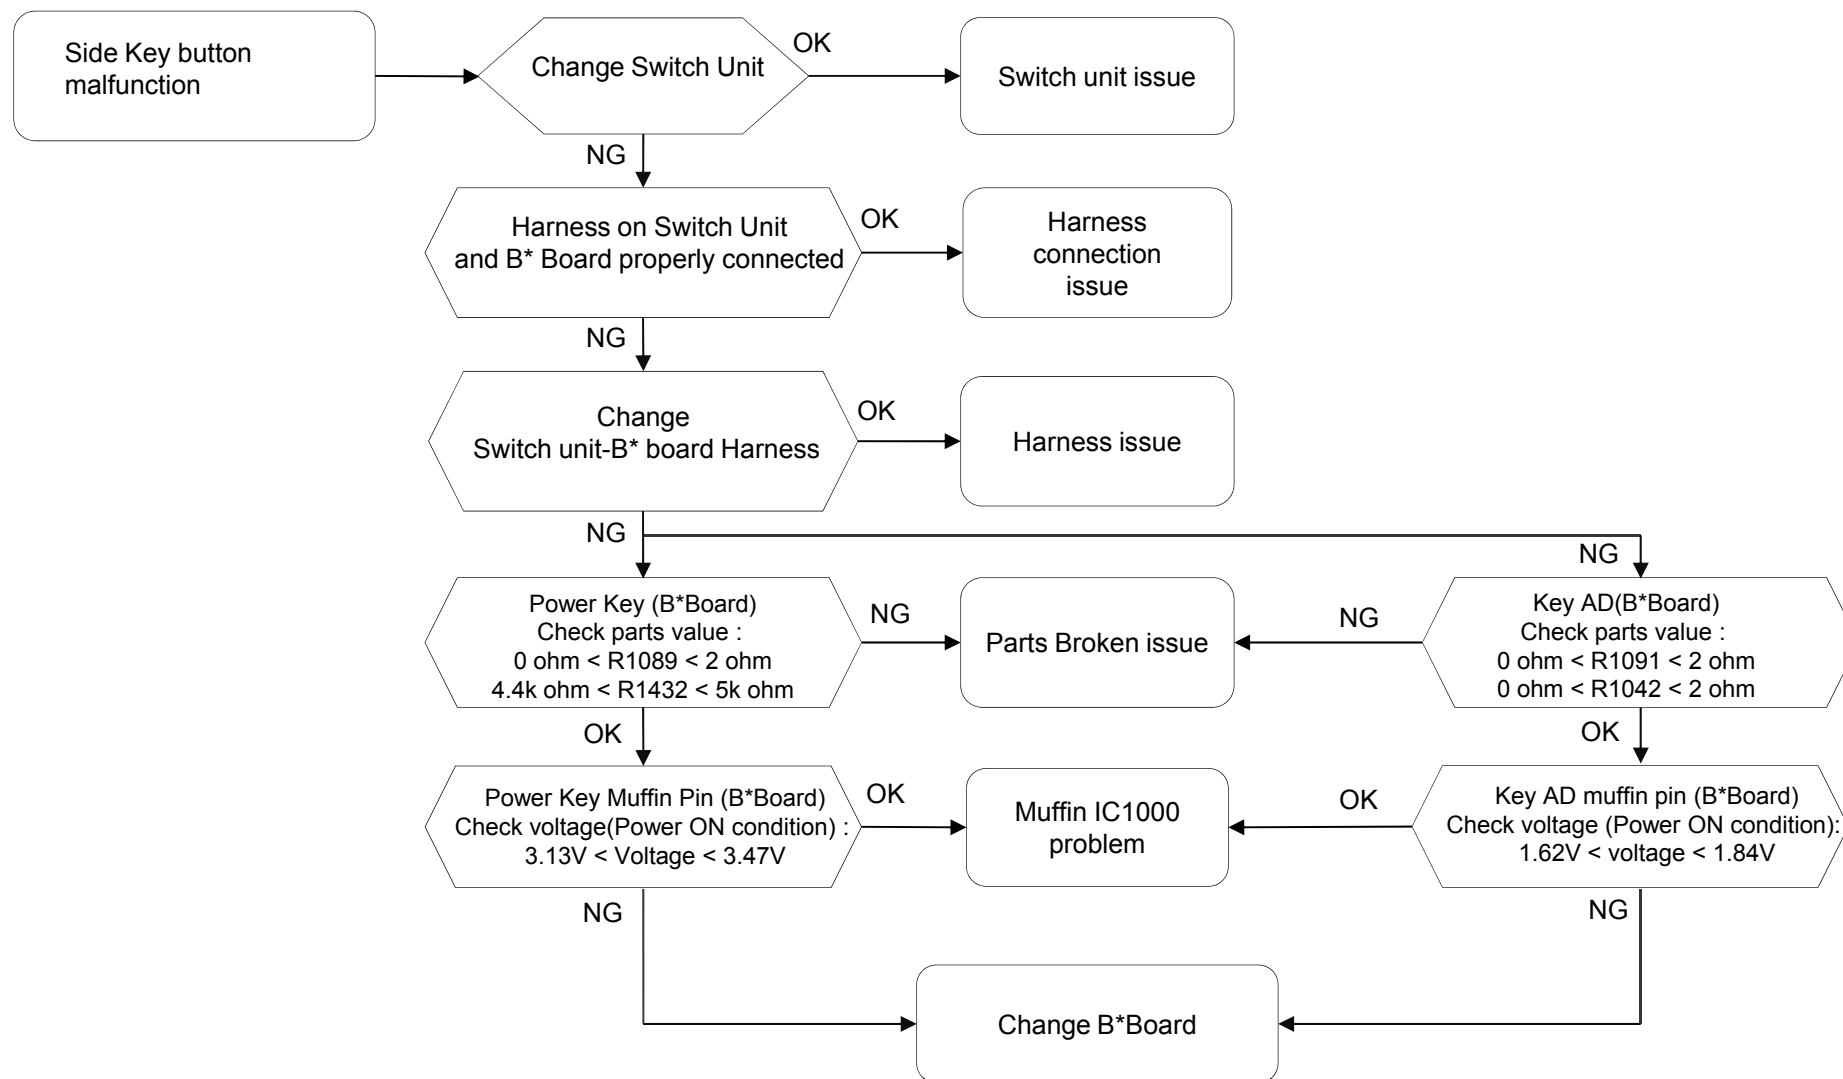 Side Key button
malfunction
Change Switch Unit
OK
Switch unit issue
NG
Harness on Switch Unit
and B* Board properly connected
OK
Harness
connection
issue
NG
Change
Switch unit-B* board Harness
OK
Harness issue
NG
NG
Power Key (B*Board)
Check parts value :
0 ohm < R1089 < 2 ohm
4.4k ohm < R1432 < 5k ohm
NG
Parts Broken issue
NG
Key AD(B*Board)
Check parts value :
0 ohm < R1091 < 2 ohm
0 ohm < R1042 < 2 ohm
OK
OK
Power Key Muffin Pin (B*Board)
Check voltage(Power ON condition) :
3.13V < Voltage < 3.47V
OK
Muffin IC1000
problem
OK
Key AD muffin pin (B*Board)
Check voltage (Power ON condition):
1.62V < voltage < 1.84V
NG
NG
Change B*Board